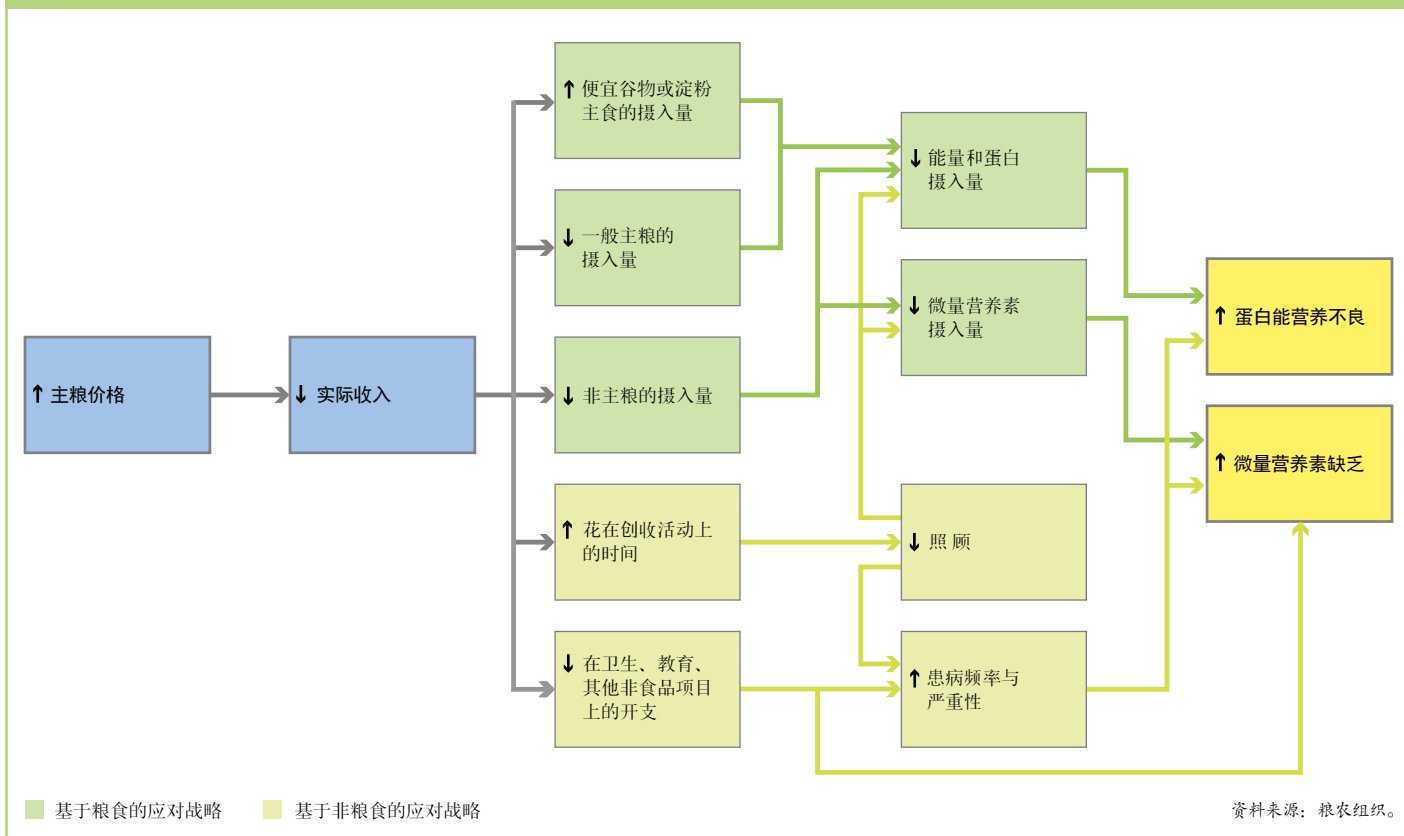 ↑ 主粮价格
↓ 实际收入
↑ 便宜谷物或淀粉
主食的摄入量
↓ 一般主粮的
摄入量
↓ 非主粮的摄入量
↑ 花在创收活动上
的时间
↓ 在卫生、教育、
其他非食品项目
上的开支
↓ 能量和蛋白
摄入量
↓ 微量营养素
摄入量
↓ 照 顾
↑ 患病频率与
严重性
↑ 蛋白能营养不良
↑ 微量营养素缺乏
基于粮食的应对战略
基于非粮食的应对战略
资料来源：粮农组织。